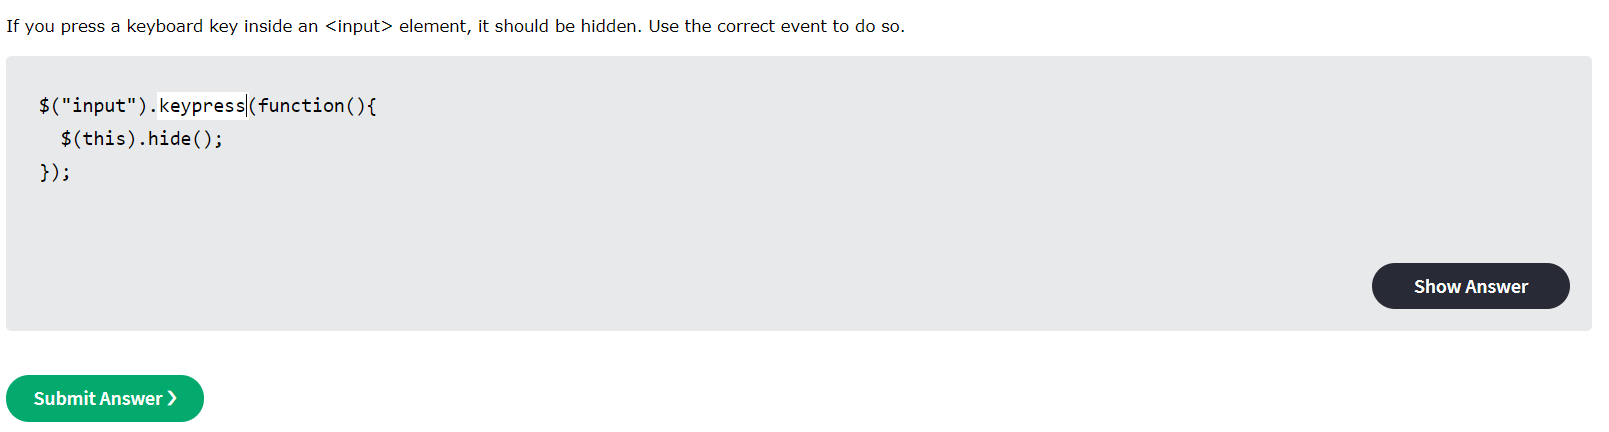 If you press a keyboard key inside an <input> element, it should be hidden. Use the correct event to do so.
$("input").keypress(function(){
  $(this).hide();
});
Show Answer
Submit Answer ❯